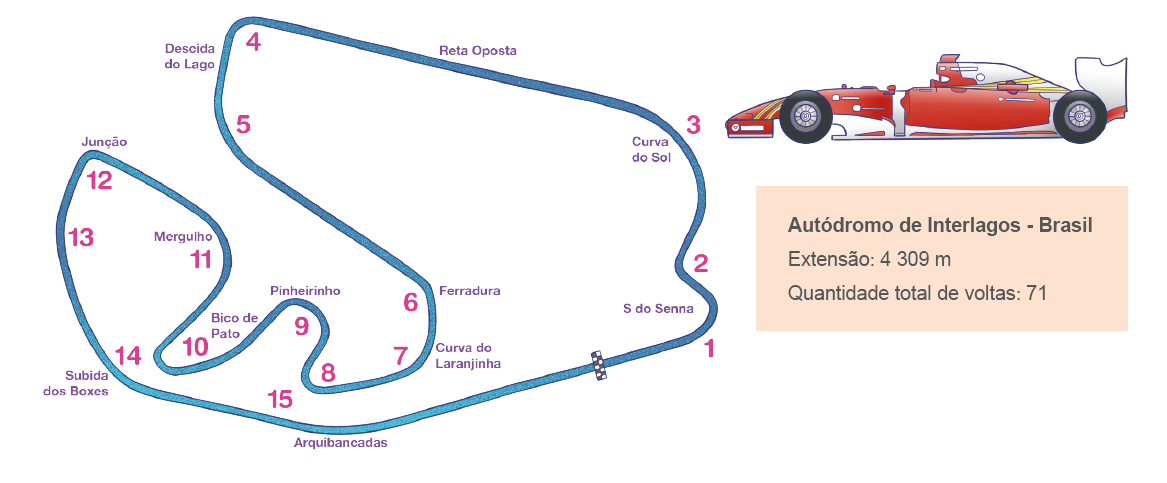 4
Descida
do Lago
Reta Oposta
5
3
Curva
do Sol
Junção
12
13
Mergulho
11
2
Pinheirinho
6
Ferradura
S do Senna
1
Bico de
Pato
9
10
14
7
Curva do
Laranjinha
8
Subida
dos Boxes
15
Arquibancadas
Autódromo de Interlagos - Brasil
Extensão: 4 309 m
Quantidade total de voltas: 71